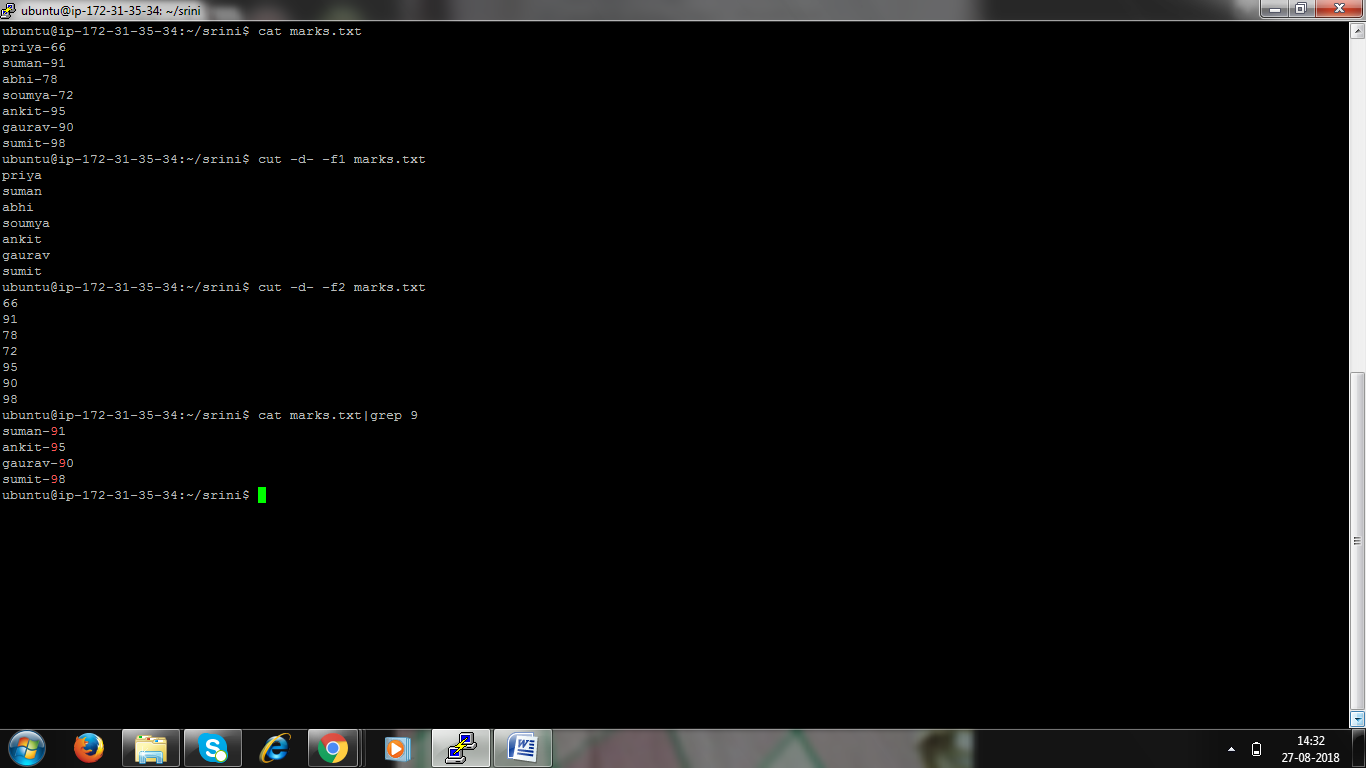 ubuntu@ip-172-31-35-34: ~/srini
ubuntu@ip-172-31-35-34:~/srini$ cat marks.txt
priya-66
suman-91
abhi-78
soumya-72
ankit-95
gaurav-90
sumit-98
ubuntu@ip-172-31-35-34:~/srini$ cut -d- -f1 marks.txt
priya
suman
abhi
soumya
ankit
gaurav
sumit
ubuntu@ip-172-31-35-34:~/srini$ cut -d- -f2 marks.txt
66
91
78
72
95
90
98
ubuntu@ip-172-31-35-34:~/srini$ cat marks.txt|grep 9
suman-91
ankit-95
gaurav-90
sumit-98
ubuntu@ip-172-31-35-34:~/srini$
14:32
27-08-2018